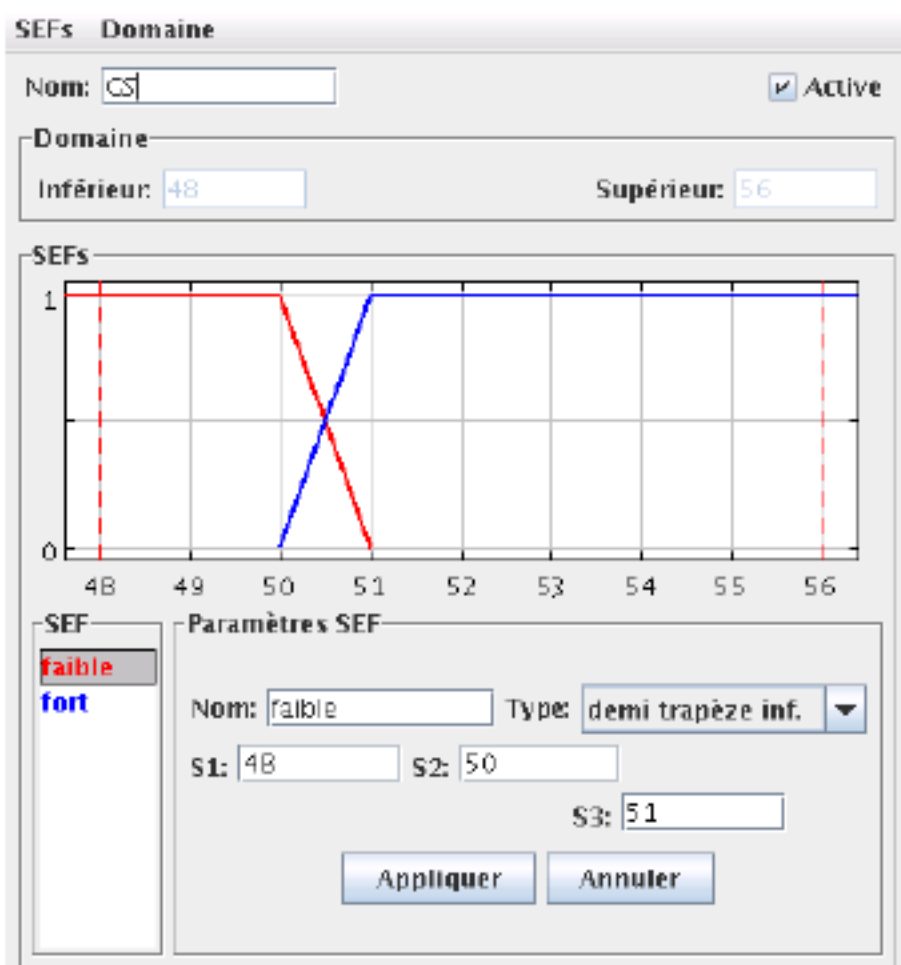 SEFs Domaine
Nom: CS Active
Domaine
Inférieur: 48 Supérieur: 56
SEFs
1
0
48 49 50 51 52 53 54 55 56
SEF Paramètres SEF
faible
fort
Nom: faible Type: demi trapèze inf.
S1: 48 S2: 50
S3: 51
Appliquer Annuler